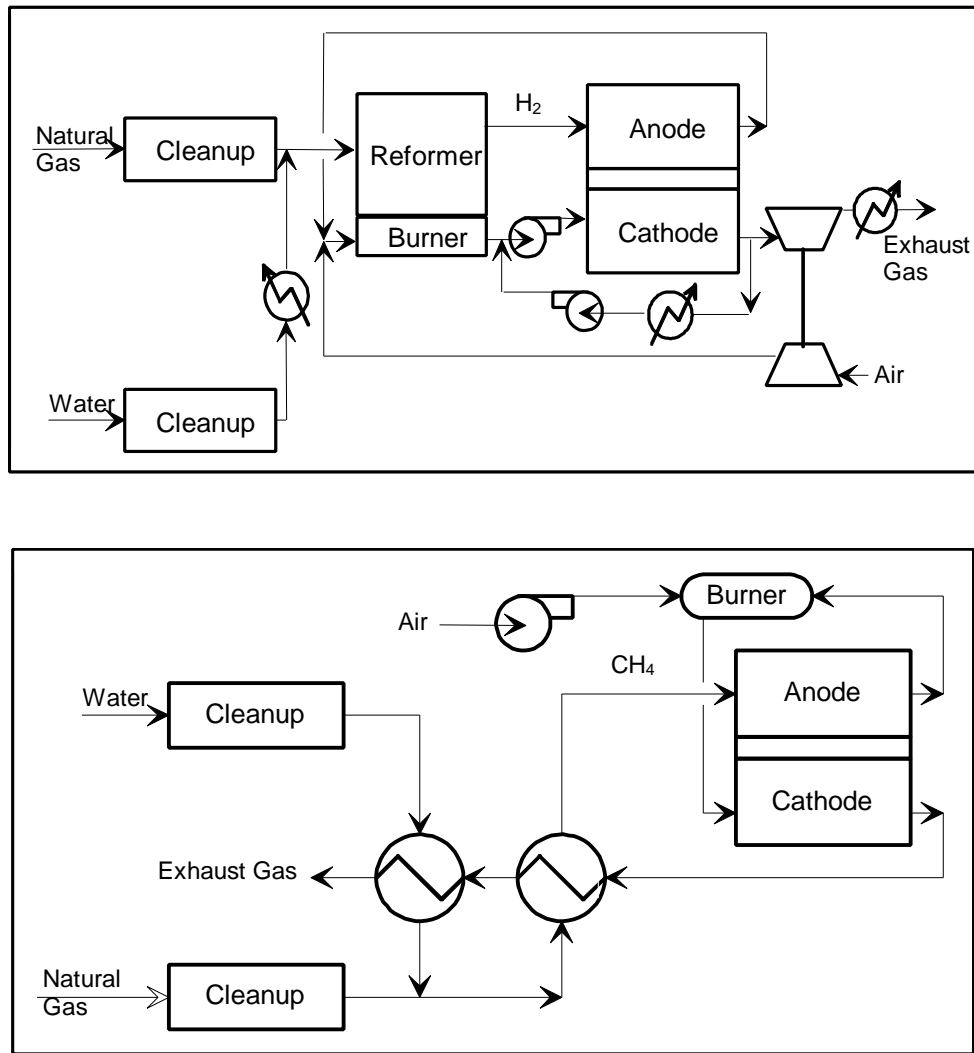 H₂
Natural
Gas
Cleanup
Reformer
Anode
Burner
Cathode
Exhaust
Gas
Air
Water
Cleanup
Burner
Air
CH₄
Water
Cleanup
Anode
Cathode
Exhaust Gas
Natural
Gas
Cleanup